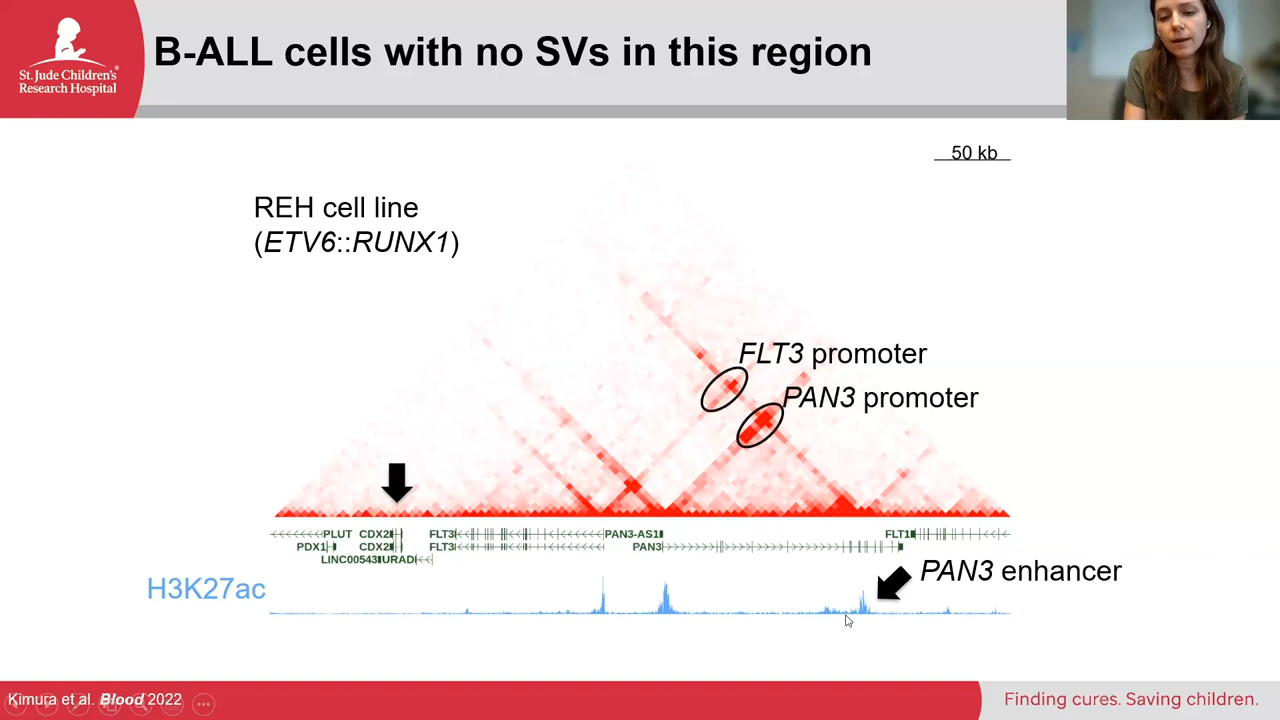 St. Jude Children's®
Research Hospital
B-ALL cells with no SVs in this region
50 kb
REH cell line
(ETV6::RUNX1)
FLT3 promoter
PAN3 promoter
PLUT CDX2 FLT3 PAN3-AS1 FLT1
PDX1 CDX2 FLT3 PAN3
LINC00543 URAD
PAN3 enhancer
H3K27ac
Kimura et al. Blood 2022
Finding cures. Saving children.